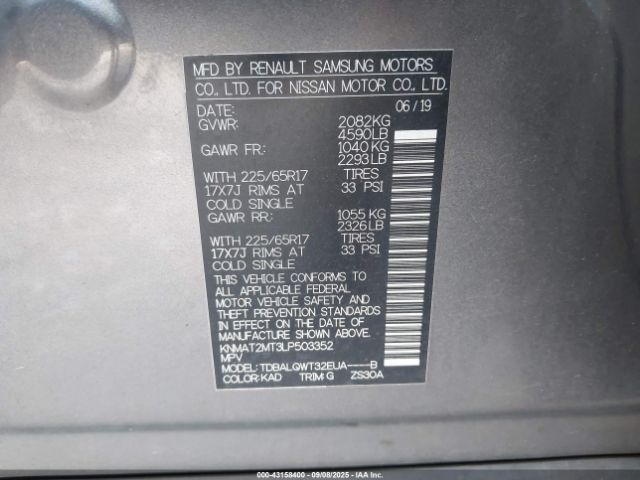 MFD BY RENAULT SAMSUNG MOTORS
CO., LTD. FOR NISSAN MOTOR CO., LTD.
DATE: 06/19
GVWR: 2082KG
4590LB
GAWR FR: 1040KG
2293LB
WITH 225/65R17 TIRES
17X7J RIMS AT 33 PSI
COLD SINGLE
GAWR RR: 1055KG
2326LB
WITH 225/65R17 TIRES
17X7J RIMS AT 33 PSI
COLD SINGLE
THIS VEHICLE CONFORMS TO
ALL APPLICABLE FEDERAL
MOTOR VEHICLE SAFETY AND
THEFT PREVENTION STANDARDS
IN EFFECT ON THE DATE OF
MANUFACTURE SHOWN ABOVE.
KNMAT2MT3LP503352
MPV
MODEL: TDBALQWT32EUA----B
COLOR:KAD TRIM:G ZS30A
000-43158400 - 09/08/2025 - IAA Inc.